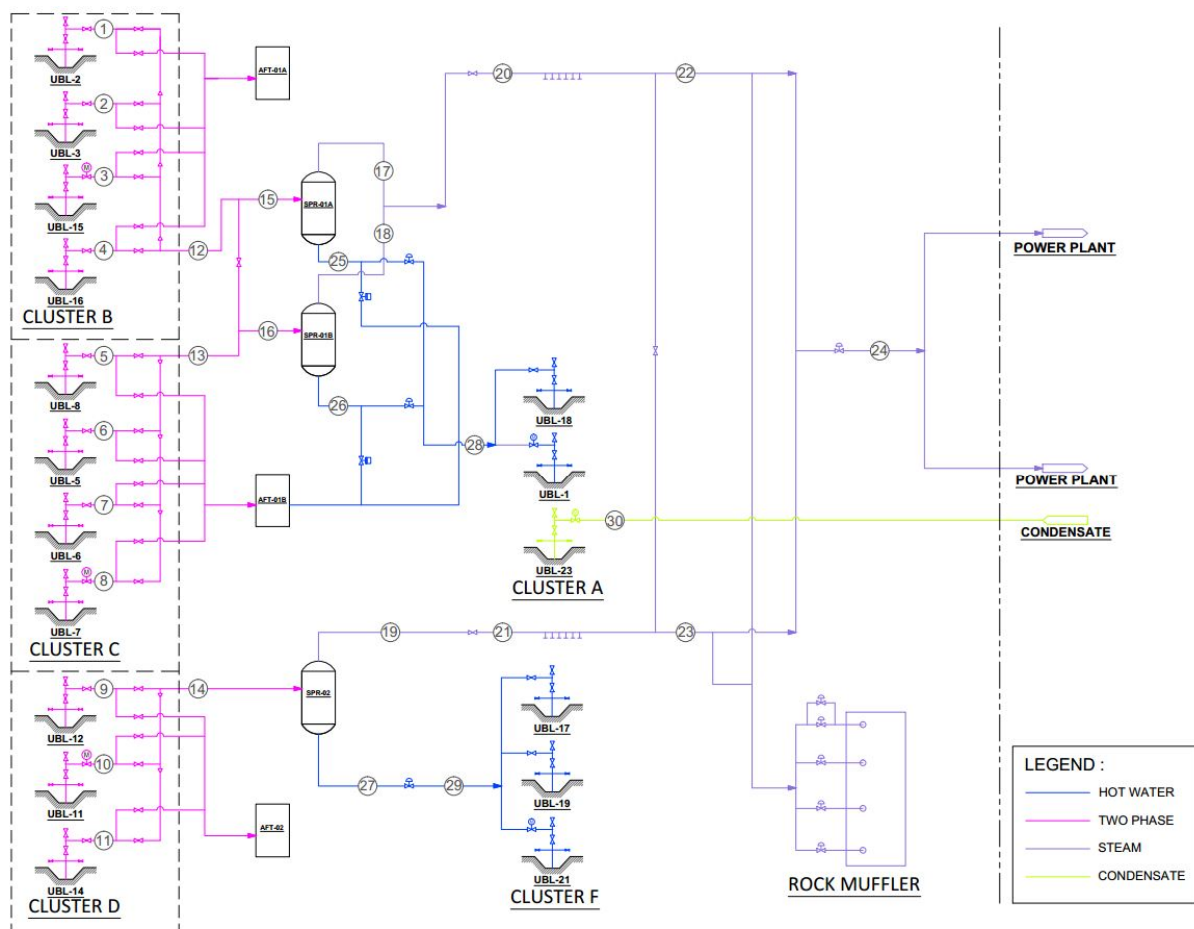 1
UBL-2
2
UBL-3
M
3
UBL-15
4
UBL-16
CLUSTER B
AFT-01A
12
5
UBL-8
6
UBL-5
7
UBL-6
M
8
UBL-7
CLUSTER C
13
AFT-01B
9
UBL-12
M
10
UBL-11
11
UBL-14
CLUSTER D
14
AFT-02
15
SPR-01A
17
18
25
16
SPR-01B
26
28
UBL-18
UBL-1
30
UBL-23
CLUSTER A
SPR-02
19
21
27
29
UBL-17
UBL-19
UBL-21
CLUSTER F
20
22
23
24
POWER PLANT
POWER PLANT
CONDENSATE
ROCK MUFFLER
LEGEND :
HOT WATER
TWO PHASE
STEAM
CONDENSATE